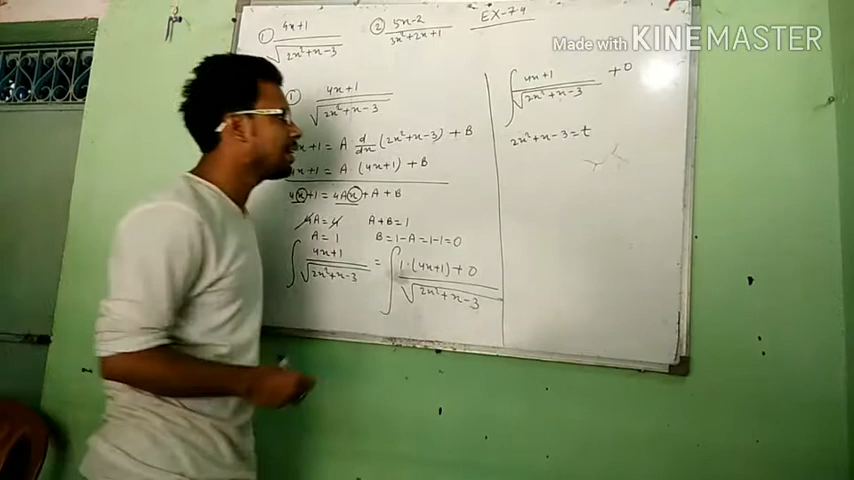 ① 4x+1 / √2x²+x-3
② 5x-2 / 3x²+2x+1
EX-7.4
Made with KINEMASTER
① 4x+1 / √2x²+x-3
x+1 = A d/dx (2x²+x-3) + B
4x+1 = A·(4x+1) + B
4x+1 = 4Ax + A + B
4A = 4 A+B=1
A = 1 B=1-A=1-1=0
∫ 4x+1 / √2x²+x-3 = ∫ 1·(4x+1)+0 / √2x²+x-3
∫ 4x+1 / √2x²+x-3 + 0
2x²+x-3=t